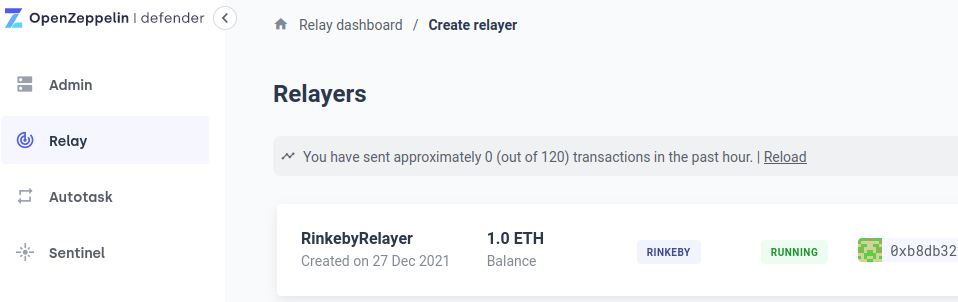 OpenZeppelin | defender
Relay dashboard / Create relayer
Admin
Relayers
Relay
You have sent approximately 0 (out of 120) transactions in the past hour. | Reload
Autotask
RinkebyRelayer 1.0 ETH RINKEBY RUNNING 0xb8db32
Created on 27 Dec 2021 Balance
Sentinel